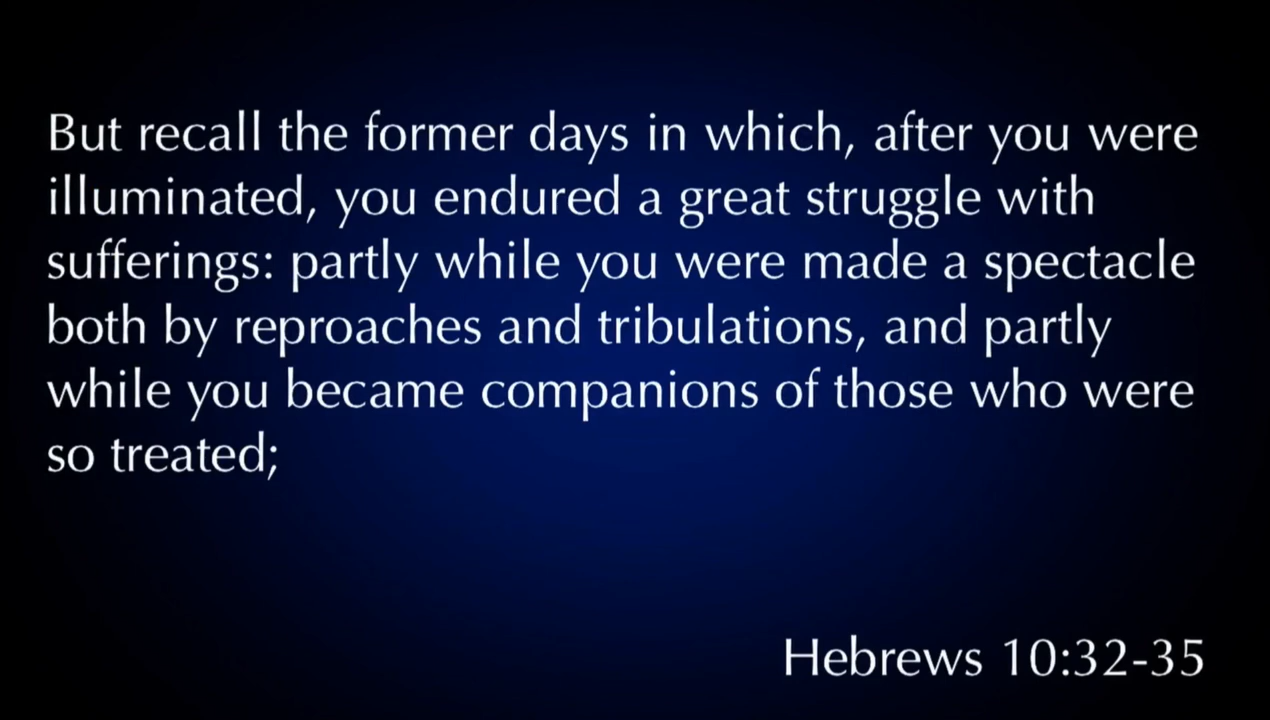 But recall the former days in which, after you were
illuminated, you endured a great struggle with
sufferings: partly while you were made a spectacle
both by reproaches and tribulations, and partly
while you became companions of those who were
so treated;
Hebrews 10:32-35